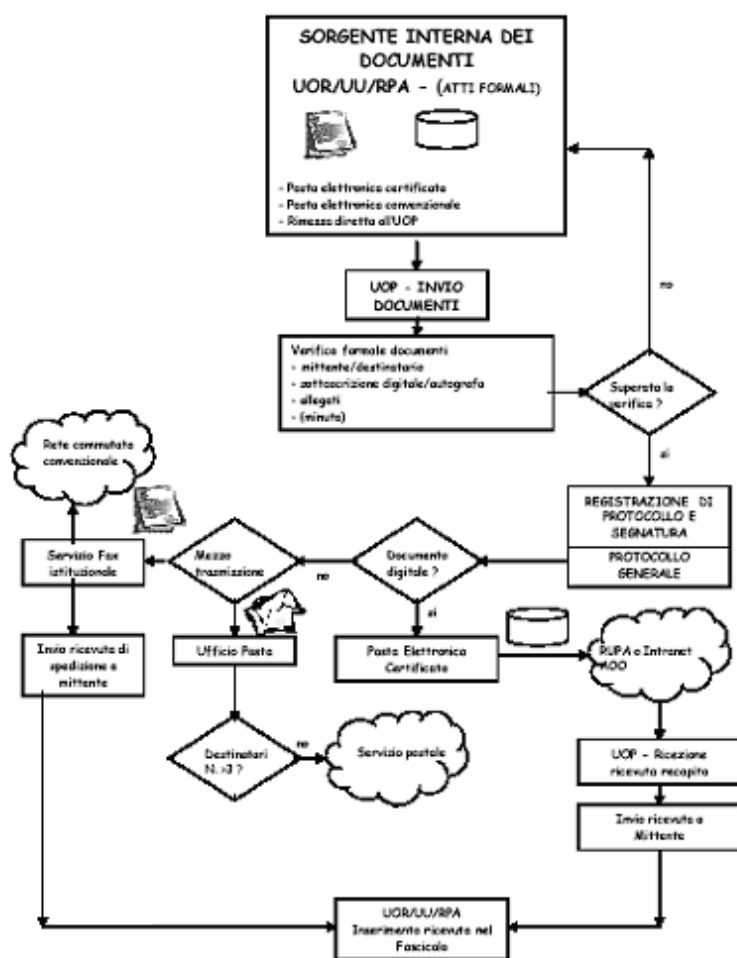 SORGENTE INTERNA DEI
DOCUMENTI
UOR/UU/RPA - (ATTI FORMALI)
- Posta elettronica certificata
- Posta elettronica convenzionale
- Rimessa diretta all'UOP
UOP - INVIO
DOCUMENTI
no
Verifica formale documenti
- mittente/destinatario
- sottoscrizione digitale/autografa
- allegati
- (minuta)
Superata la
verifica ?
si
Rete commutata
convenzionale
REGISTRAZIONE DI
PROTOCOLLO E
SEGNATURA
PROTOCOLLO
GENERALE
Servizio Fax
istituzionale
Mezzo
trasmissione
no
Documento
digitale ?
si
Invio ricevuta di
spedizione a
mittente
Ufficio Posta
Posta Elettronica
Certificata
RUPA o Intranet
AOO
Destinatari
N. >3 ?
no
Servizio postale
UOP - Ricezione
ricevuta recapito
Invio ricevuta a
Mittente
UOR/UU/RPA
Inserimento ricevuta nel
Fascicolo